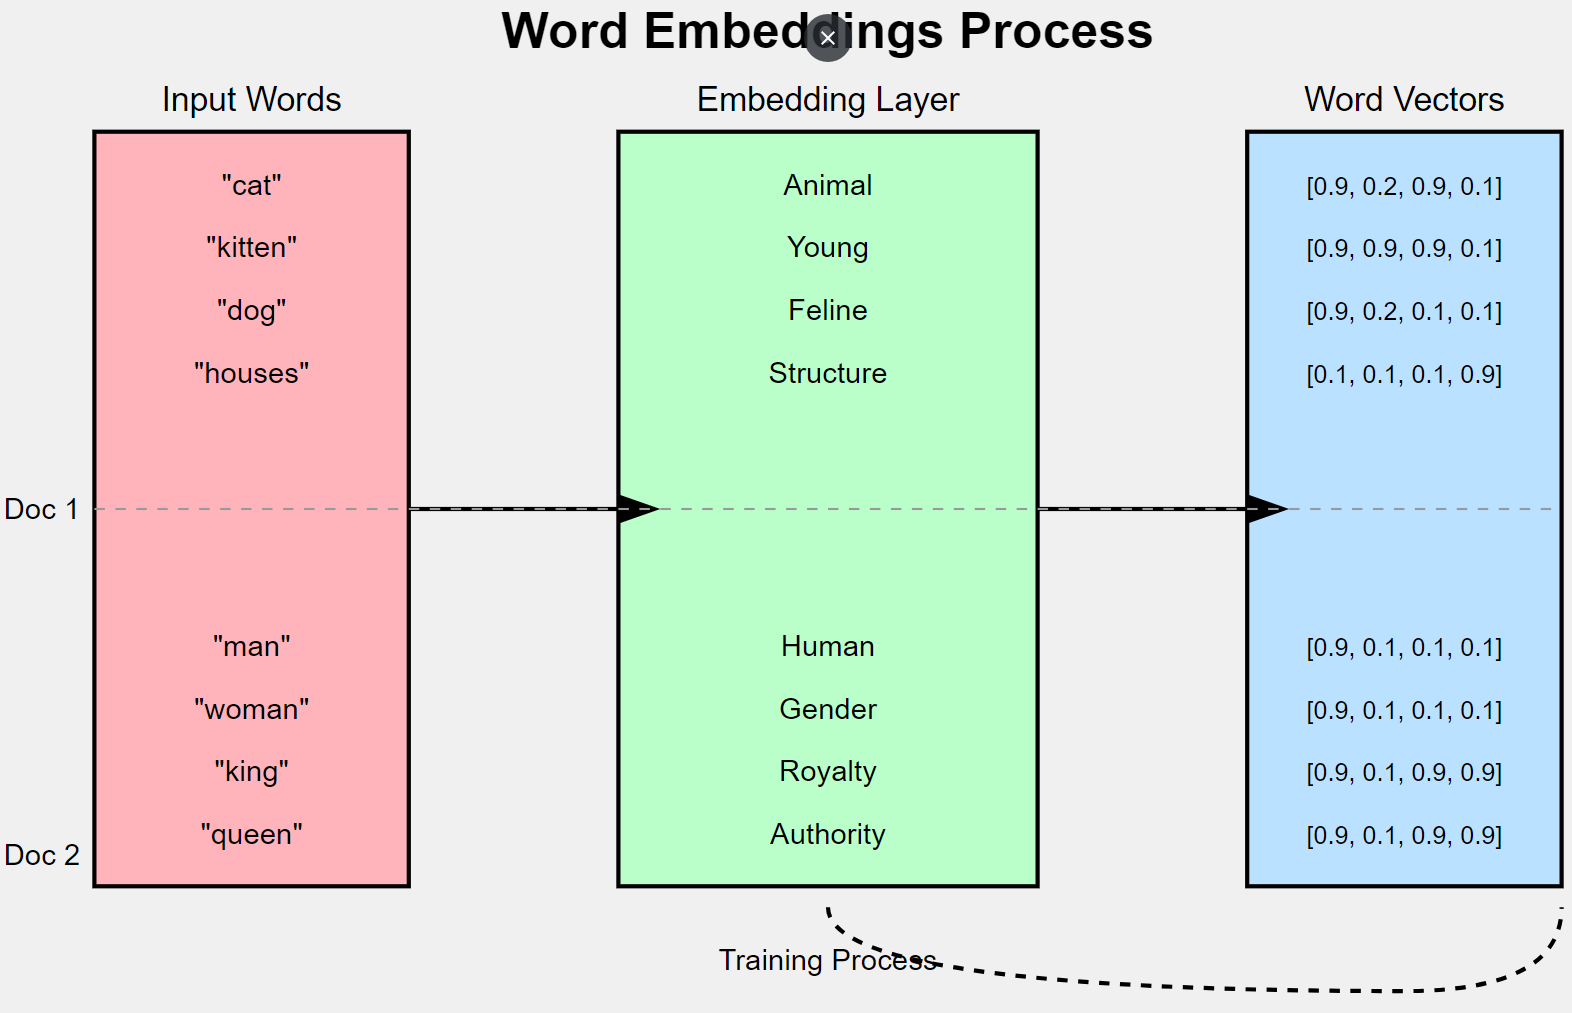 Word Embeddings Process
Input Words
Embedding Layer
Word Vectors
"cat"
Animal
[0.9, 0.2, 0.9, 0.1]
"kitten"
Young
[0.9, 0.9, 0.9, 0.1]
"dog"
Feline
[0.9, 0.2, 0.1, 0.1]
"houses"
Structure
[0.1, 0.1, 0.1, 0.9]
Doc 1
"man"
Human
[0.9, 0.1, 0.1, 0.1]
"woman"
Gender
[0.9, 0.1, 0.1, 0.1]
"king"
Royalty
[0.9, 0.1, 0.9, 0.9]
"queen"
Authority
[0.9, 0.1, 0.9, 0.9]
Doc 2
Training Process